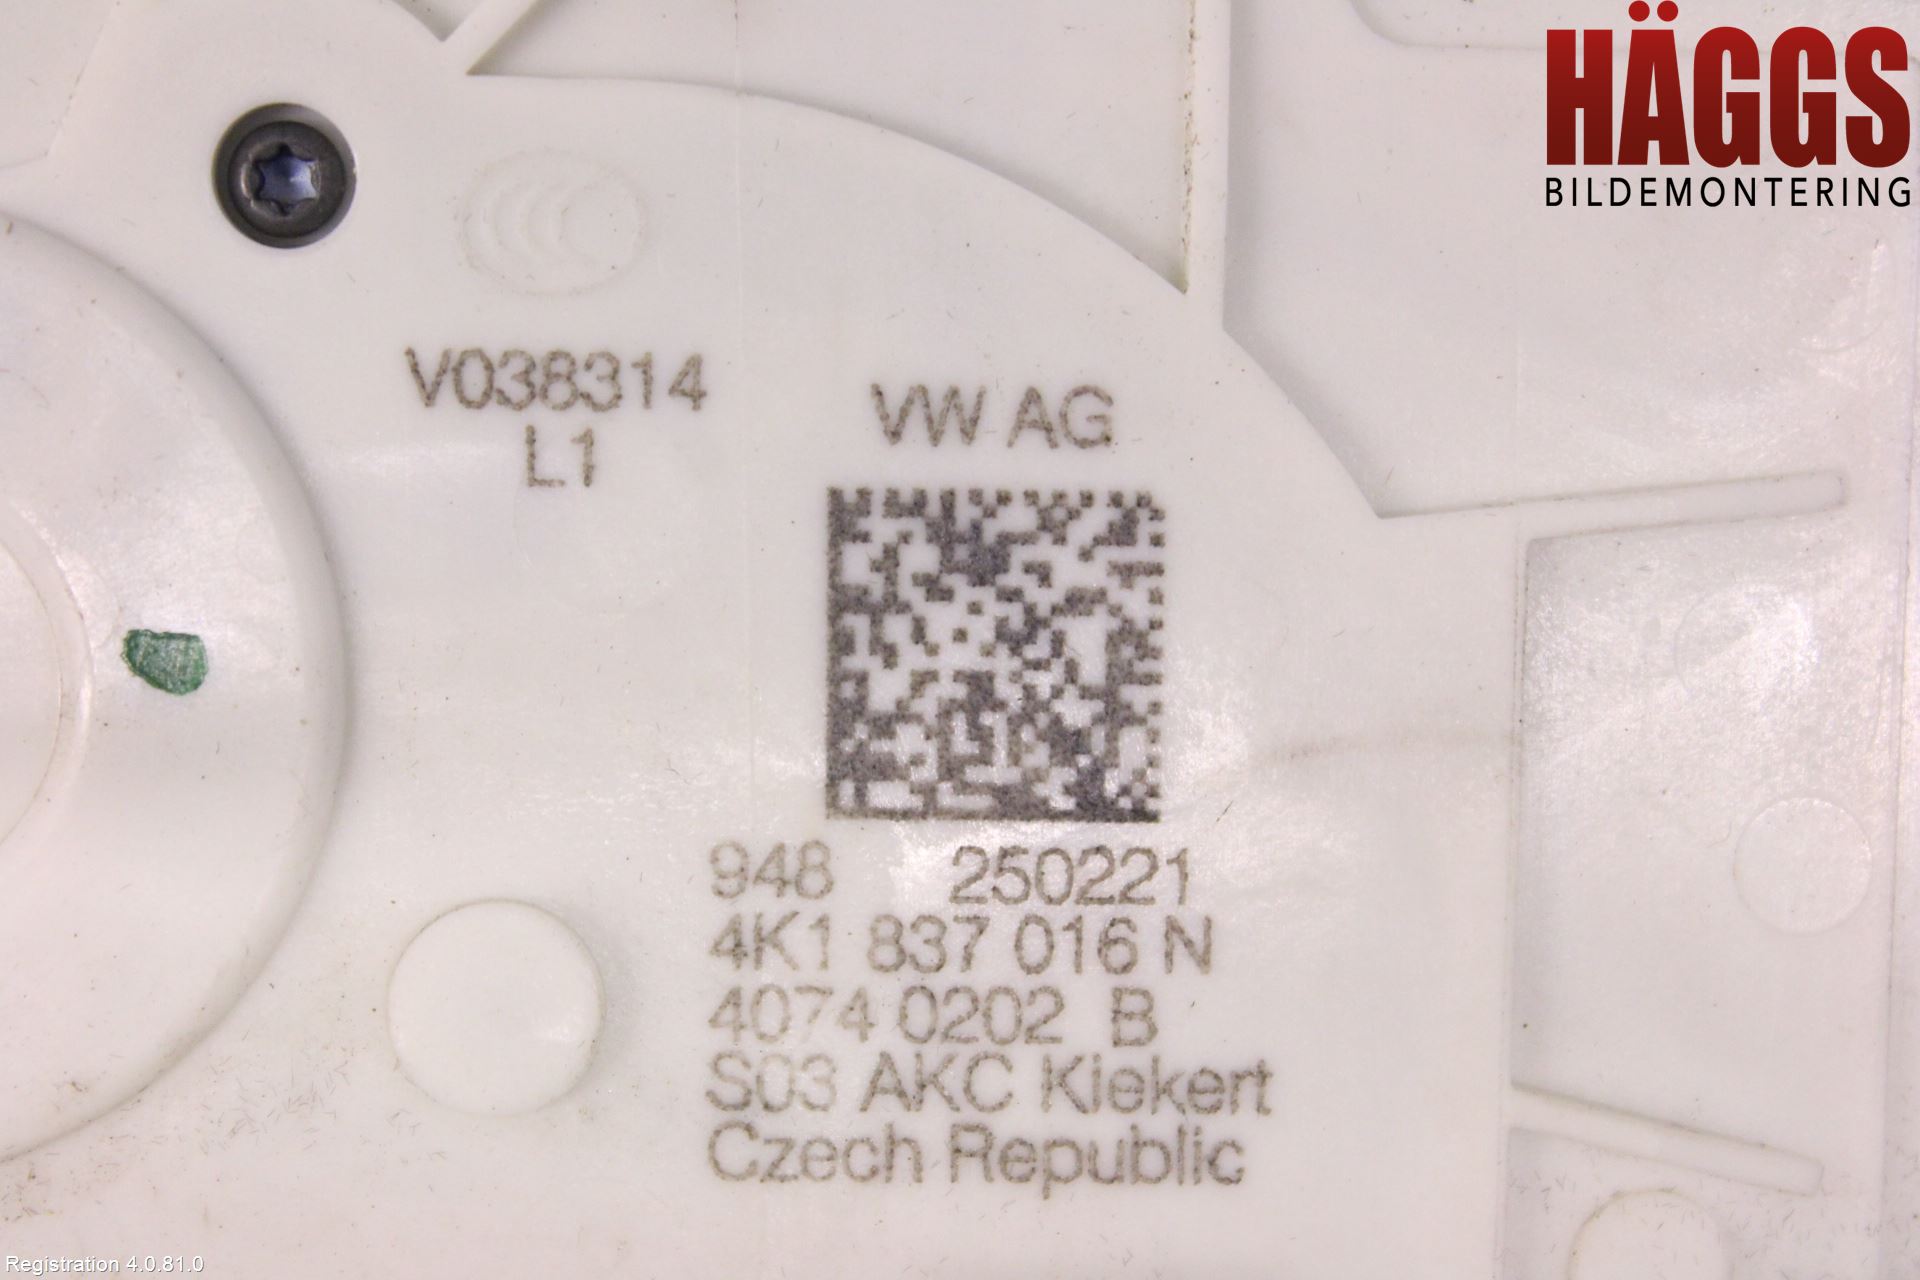 HÄGGS
BILDEMONTERING
V038314
L1
VW AG
948 250221
4K1 837 016 N
4074 0202 B
S03 AKC Kiekert
Czech Republic
Registration 4.0.81.0